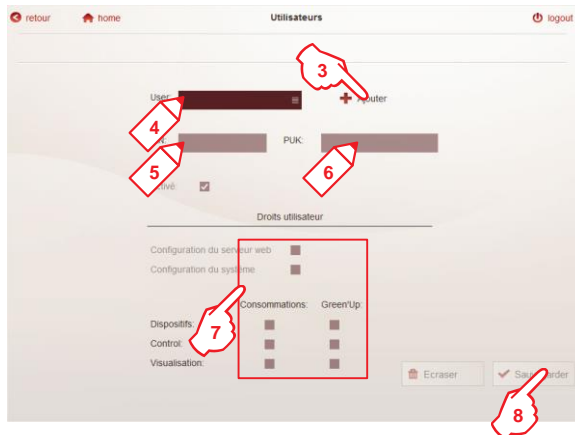 retour home Utilisateurs logout
3
User: Ajouter
4
PUK:
5 6
Droits utilisateur
Configuration du serveur web
Configuration du système
Consommations: Green'Up:
7
Dispositifs:
Control:
Visualisation:
Ecraser
8